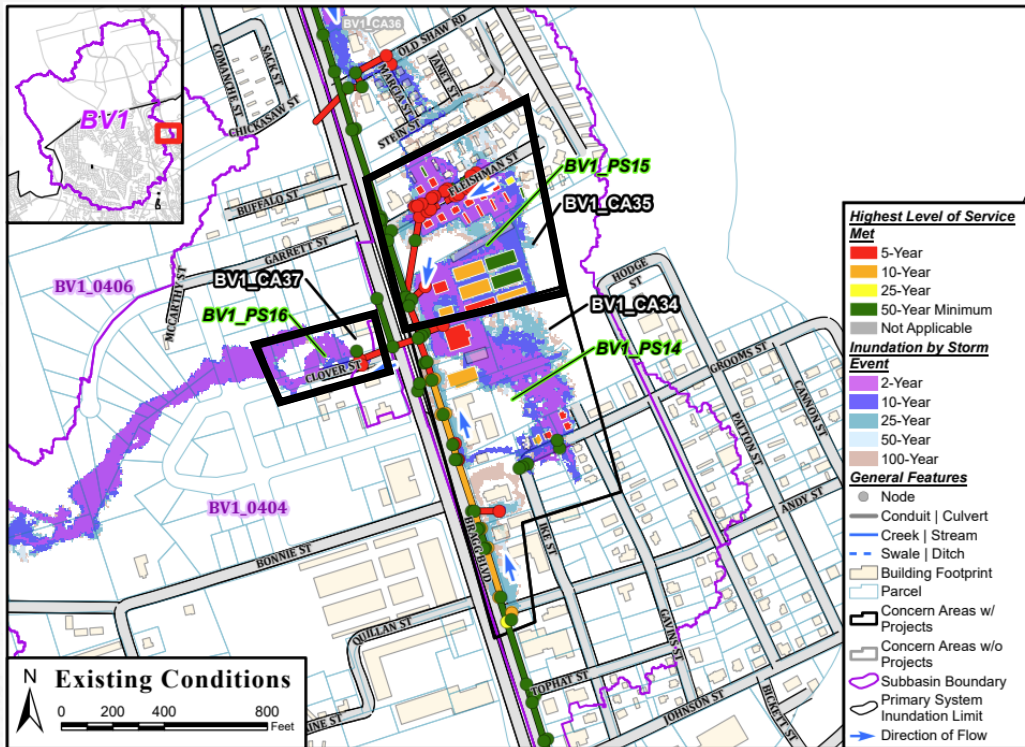 BV1
BV1_CA36
OLD SHAW RD
SACK ST
COMANCHE ST
CHICKASAW ST
MARCIA ST
JANET ST
STEIN ST
FLEISHMAN ST
BV1_PS15
BUFFALO ST
BV1_CA35
GARRETT ST
MCCARTHY ST
BV1_CA37
HODGE ST
BV1_0406
BV1_CA34
BV1_PS16
BV1_PS14
CLOVER ST
GROOMS ST
CANNON ST
PATTON ST
BV1_0404
ANDY ST
BRAGG BLVD
IKE ST
BONNIE ST
GAVINS ST
QUILLAN ST
TOPHAT ST
JOHNSON ST
BICKETT ST
INE ST
Highest Level of Service
Met
5-Year
10-Year
25-Year
50-Year Minimum
Not Applicable
Inundation by Storm
Event
2-Year
10-Year
25-Year
50-Year
100-Year
General Features
Node
Conduit | Culvert
Creek | Stream
Swale | Ditch
Building Footprint
Parcel
Concern Areas w/
Projects
Concern Areas w/o
Projects
Subbasin Boundary
Primary System
Inundation Limit
Direction of Flow
N
Existing Conditions
0 200 400 800
Feet